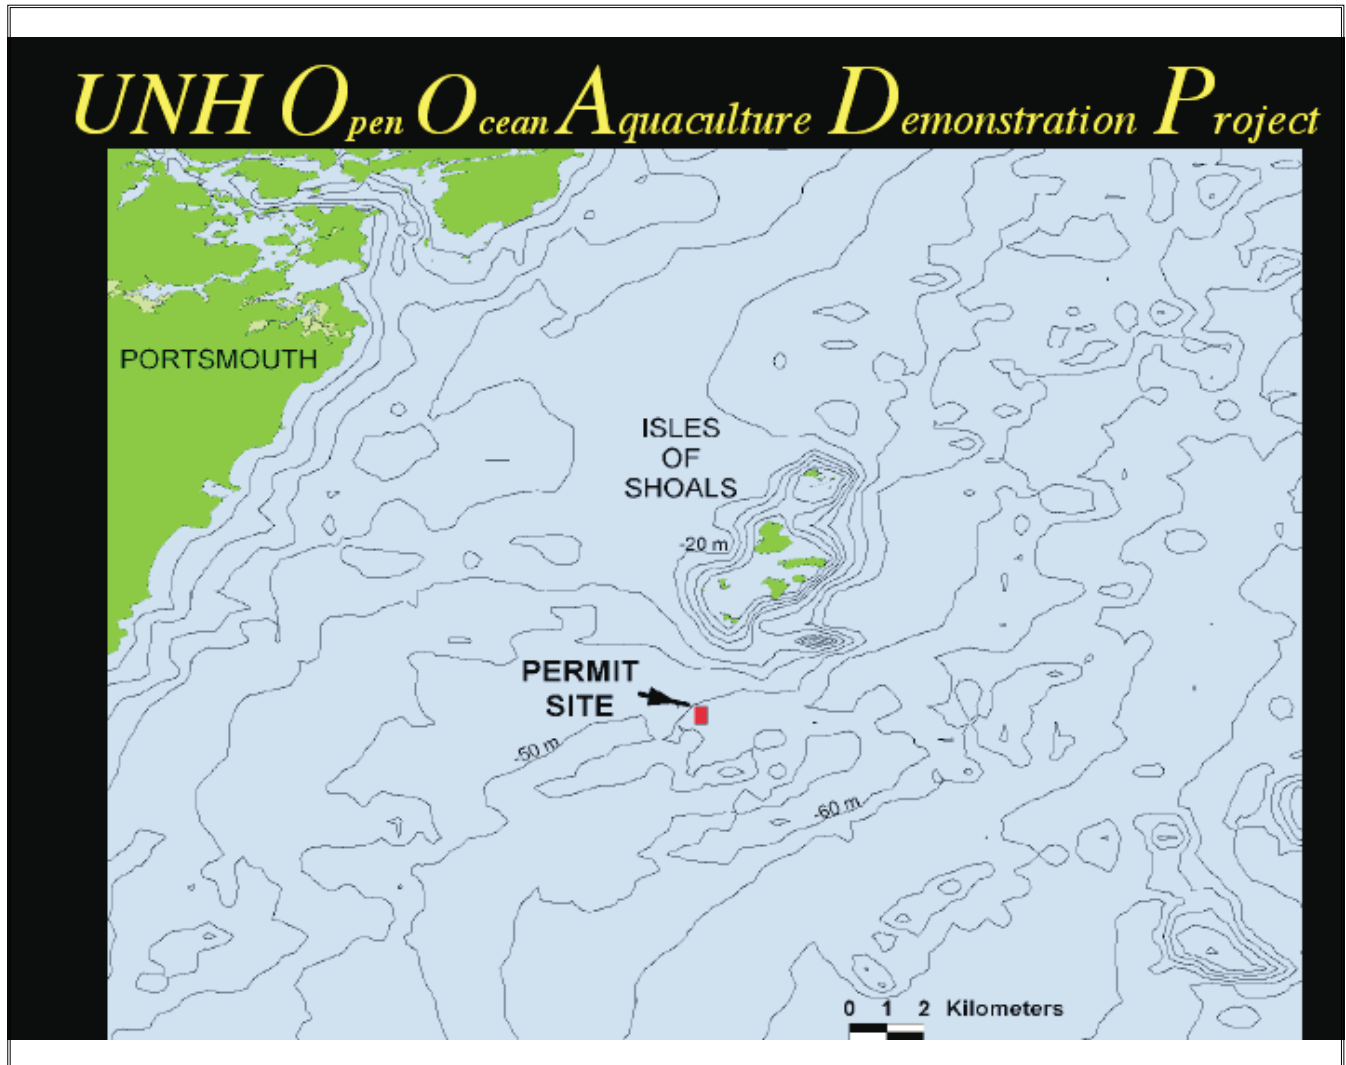 UNH Open Ocean Aquaculture Demonstration Project
PORTSMOUTH
ISLES
OF
SHOALS
-20 m
PERMIT
SITE
-50 m
-60 m
0 1 2 Kilometers